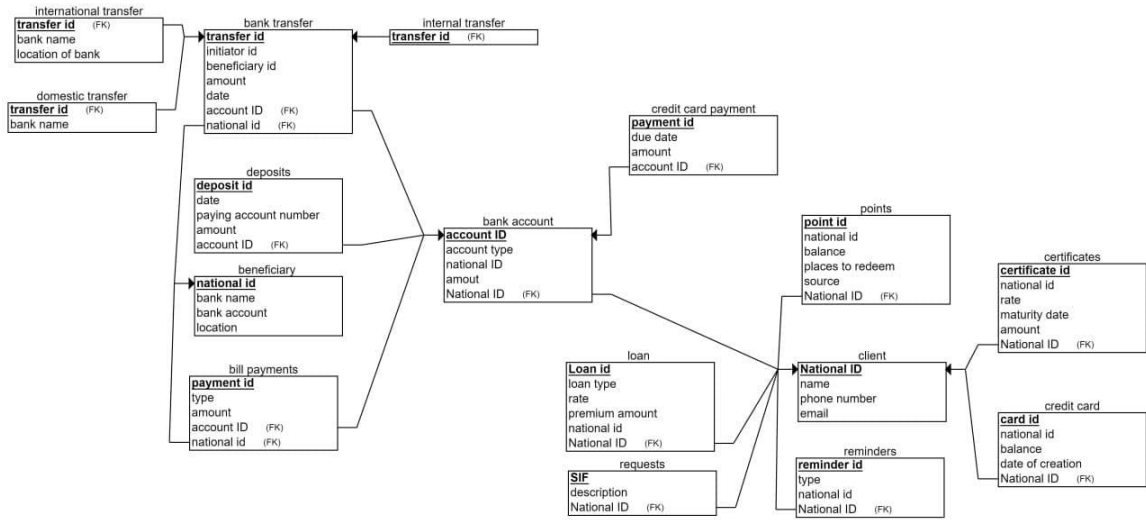 international transfer
transfer id (FK)
bank name
location of bank
domestic transfer
transfer id (FK)
bank name
bank transfer
transfer id
initiator id
beneficiary id
amount
date
account ID (FK)
national id (FK)
internal transfer
transfer id (FK)
deposits
deposit id
date
paying account number
amount
account ID (FK)
beneficiary
national id
bank name
bank account
location
bill payments
payment id
type
amount
account ID (FK)
national id (FK)
credit card payment
payment id
due date
amount
account ID (FK)
bank account
account ID
account type
national ID
amout
National ID (FK)
points
point id
national id
balance
places to redeem
source
National ID (FK)
certificates
certificate id
national id
rate
maturity date
amount
National ID (FK)
loan
Loan id
loan type
rate
premium amount
national id
National ID (FK)
client
National ID
name
phone number
email
credit card
card id
national id
balance
date of creation
National ID (FK)
requests
SIF
description
National ID (FK)
reminders
reminder id
type
national id
National ID (FK)